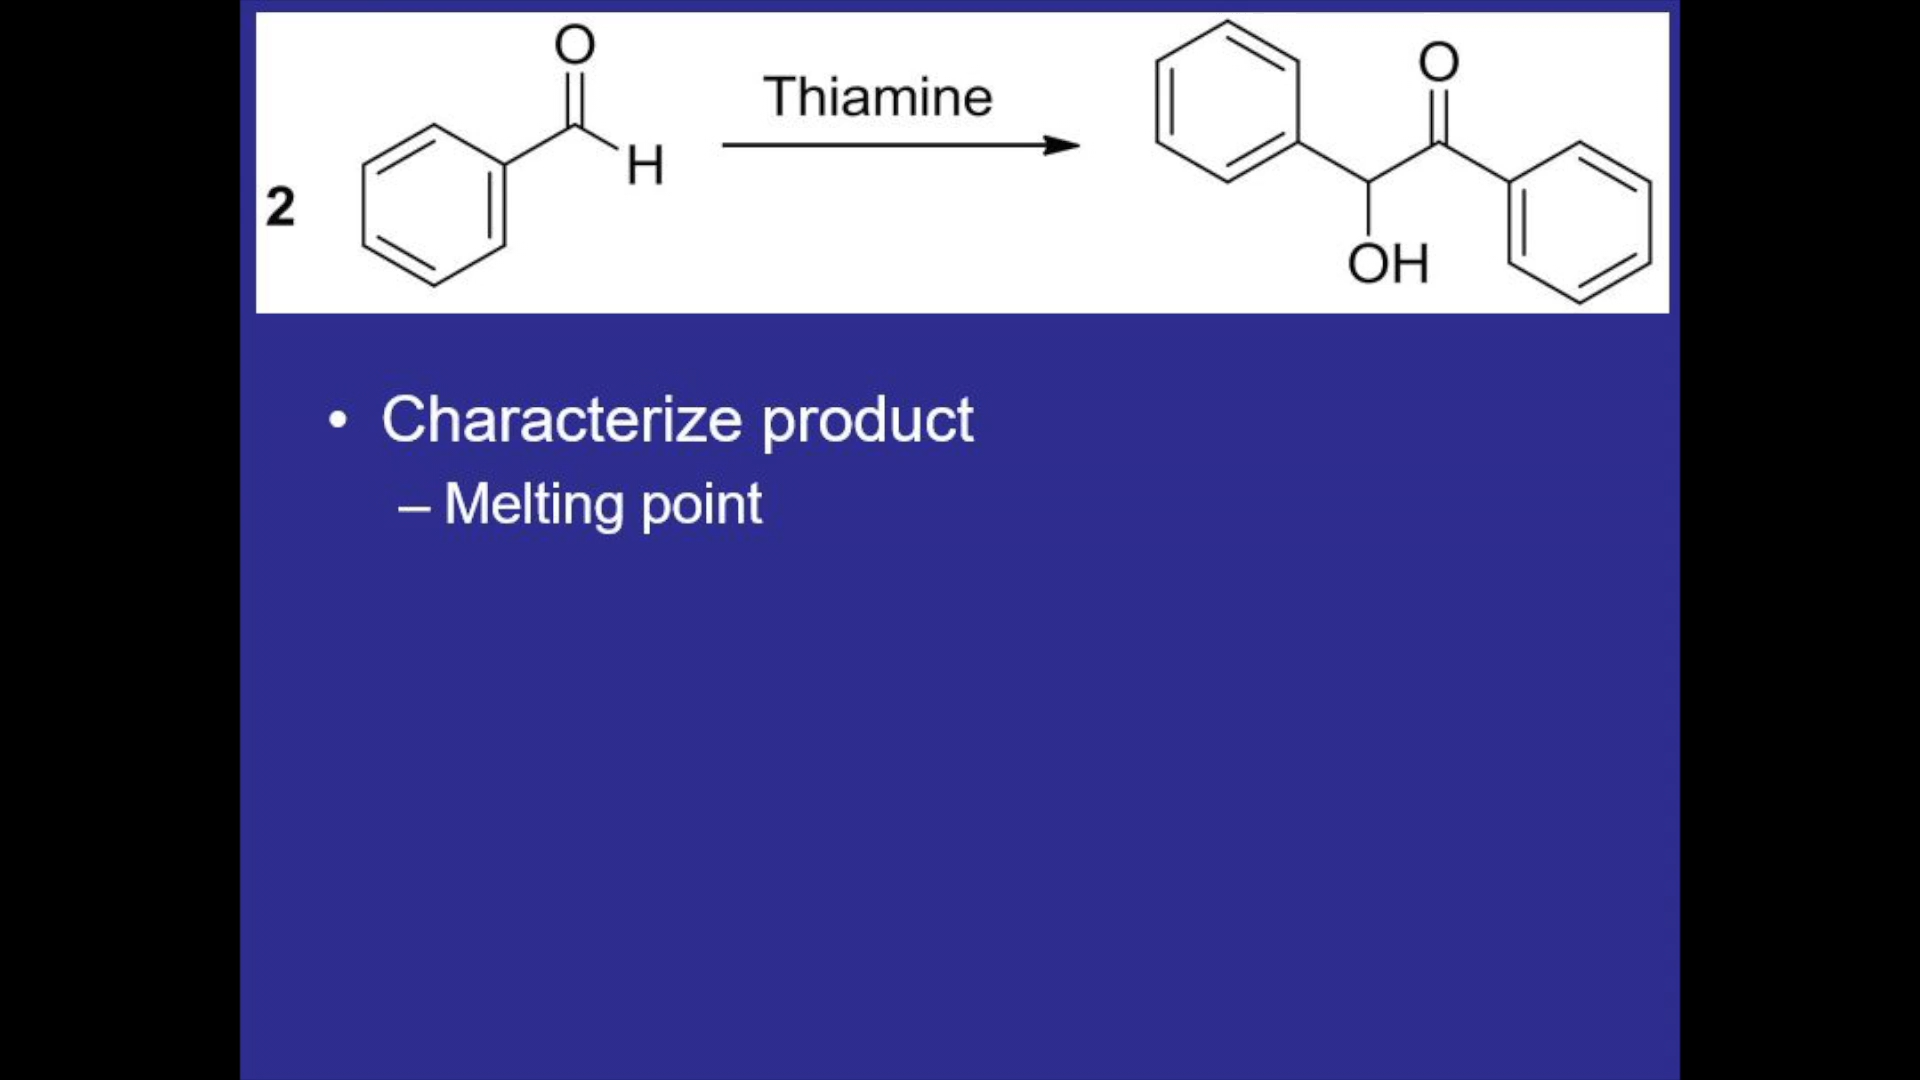 O
H
2
Thiamine
O
OH
• Characterize product
– Melting point